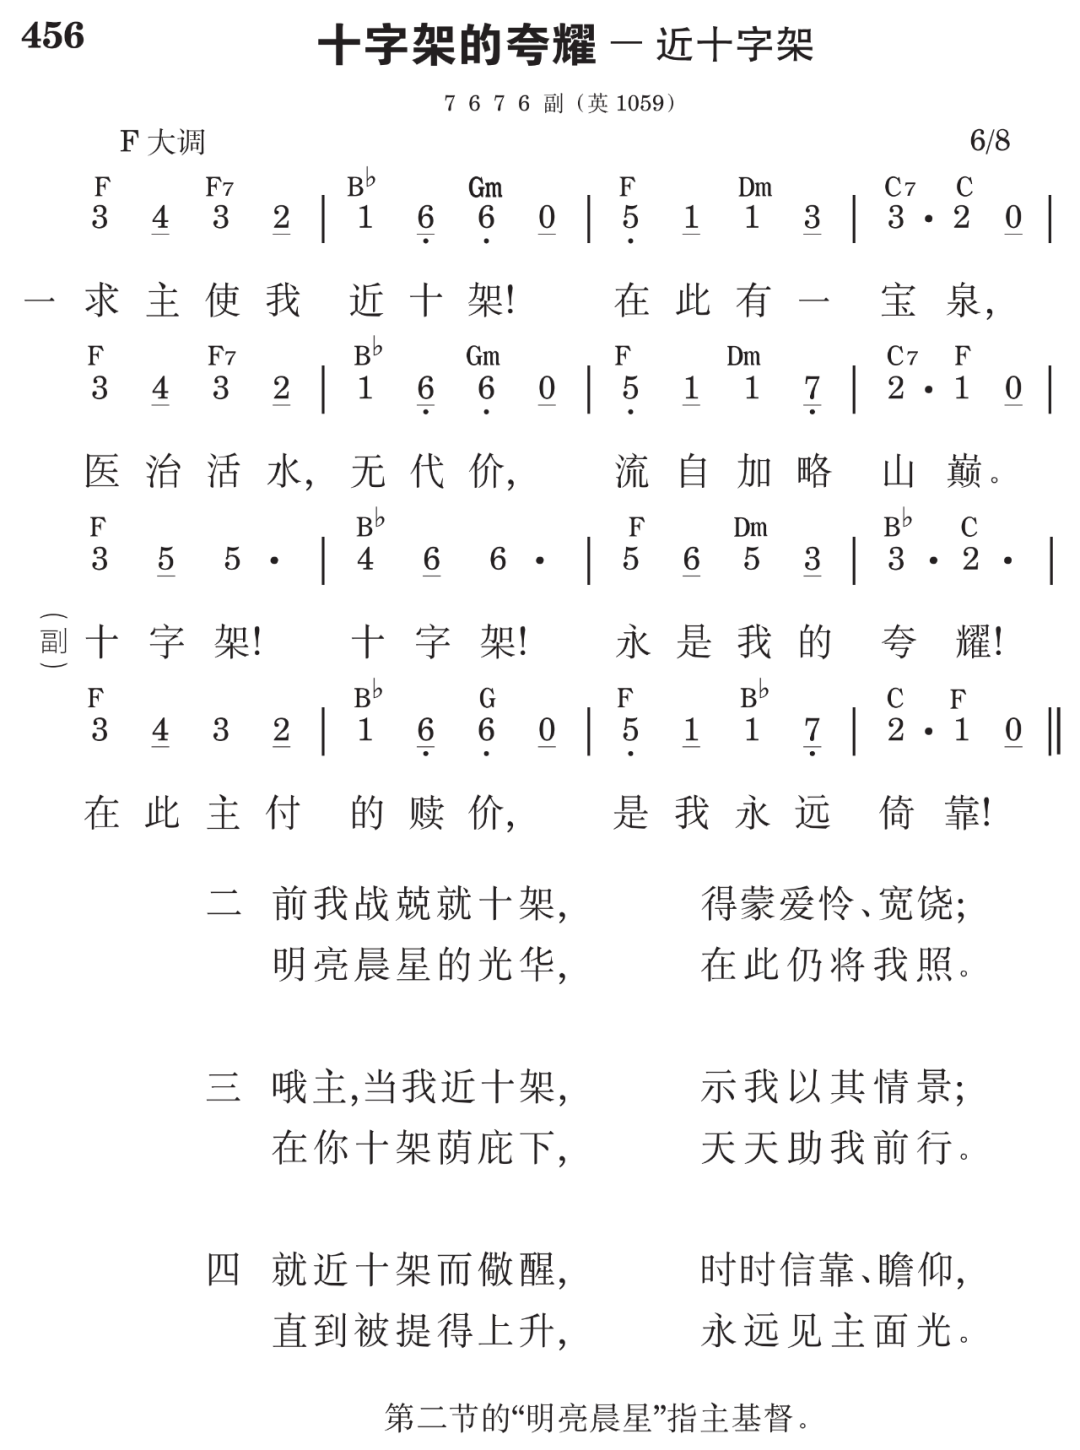 456
十字架的夸耀 — 近十字架
7 6 7 6 副（英 1059）
F 大调 6/8
F F7 B♭ Gm F Dm C7 C
3 4 3 2 | 1 6 6 0 | 5 1 1 3 | 3 · 2 0 |
一 求主使我 近十架! 在此有一 宝泉,
F F7 B♭ Gm F Dm C7 F
3 4 3 2 | 1 6 6 0 | 5 1 1 7 | 2 · 1 0 |
医治活水, 无代价, 流自加略 山巅。
F B♭ F Dm B♭ C
3 5 5 · | 4 6 6 · | 5 6 5 3 | 3 · 2 · |
(副) 十字架! 十字架! 永是我的 夸耀!
F B♭ G F B♭ C F
3 4 3 2 | 1 6 6 0 | 5 1 1 7 | 2 · 1 0 ‖
在此主付 的赎价, 是我永远 倚靠!
二 前我战兢就十架, 得蒙爱怜、宽饶;
明亮晨星的光华, 在此仍将我照。
三 哦主,当我近十架, 示我以其情景;
在你十架荫庇下, 天天助我前行。
四 就近十架而儆醒, 时时信靠、瞻仰,
直到被提得上升, 永远见主面光。
第二节的“明亮晨星”指主基督。